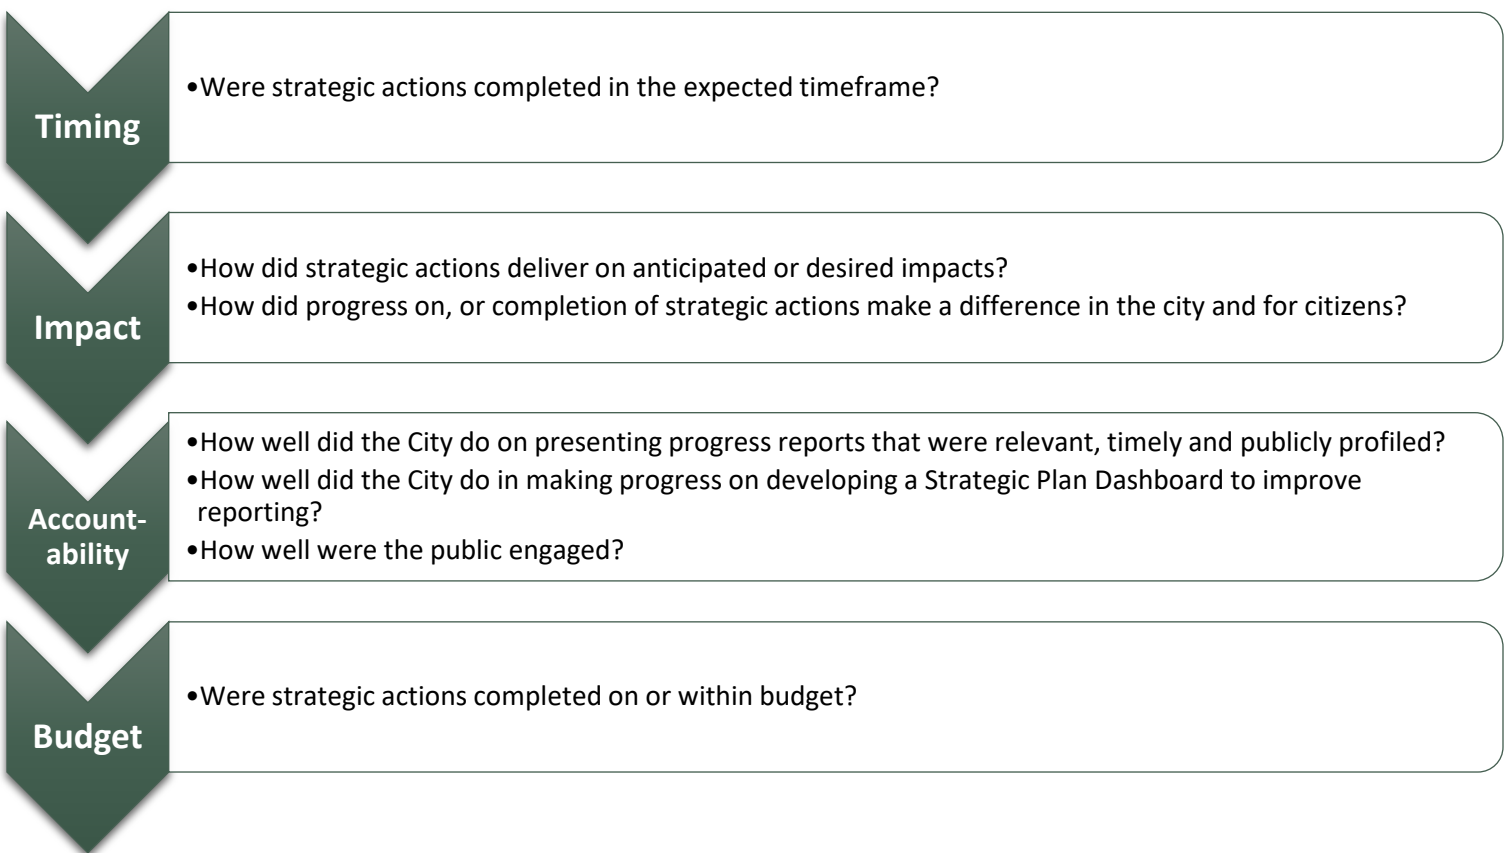 Timing
•Were strategic actions completed in the expected timeframe?
Impact
•How did strategic actions deliver on anticipated or desired impacts?
•How did progress on, or completion of strategic actions make a difference in the city and for citizens?
Account-
ability
•How well did the City do on presenting progress reports that were relevant, timely and publicly profiled?
•How well did the City do in making progress on developing a Strategic Plan Dashboard to improve
reporting?
•How well were the public engaged?
Budget
•Were strategic actions completed on or within budget?